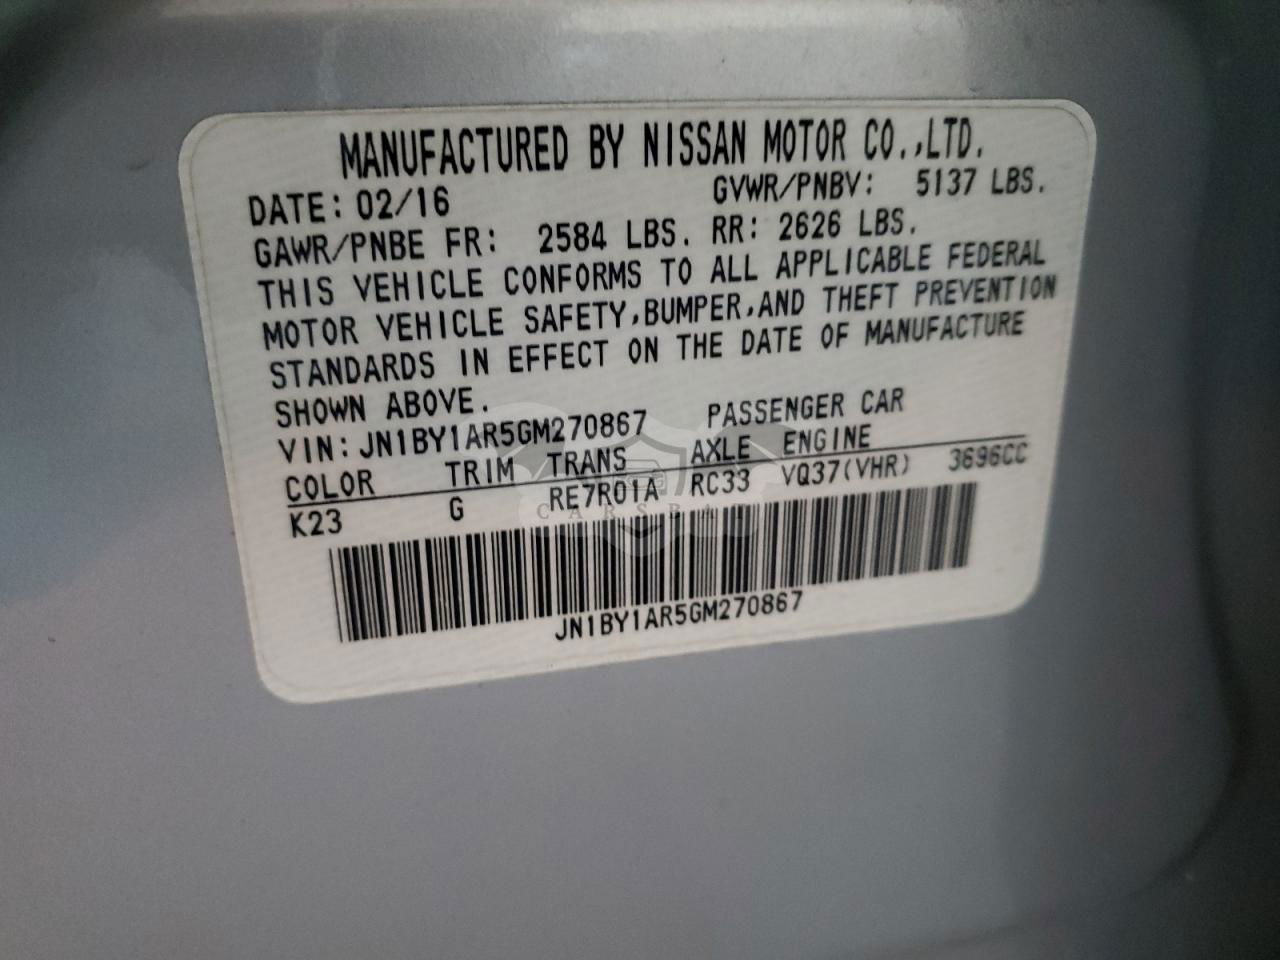 MANUFACTURED BY NISSAN MOTOR CO.,LTD.
DATE: 02/16 GVWR/PNBV: 5137 LBS.
GAWR/PNBE FR: 2584 LBS. RR: 2626 LBS.
THIS VEHICLE CONFORMS TO ALL APPLICABLE FEDERAL
MOTOR VEHICLE SAFETY,BUMPER,AND THEFT PREVENTION
STANDARDS IN EFFECT ON THE DATE OF MANUFACTURE
SHOWN ABOVE.
VIN: JN1BY1AR5GM270867 PASSENGER CAR
COLOR TRIM TRANS AXLE ENGINE
K23 G RE7R01A RC33 VQ37(VHR) 3696CC
JN1BY1AR5GM270867